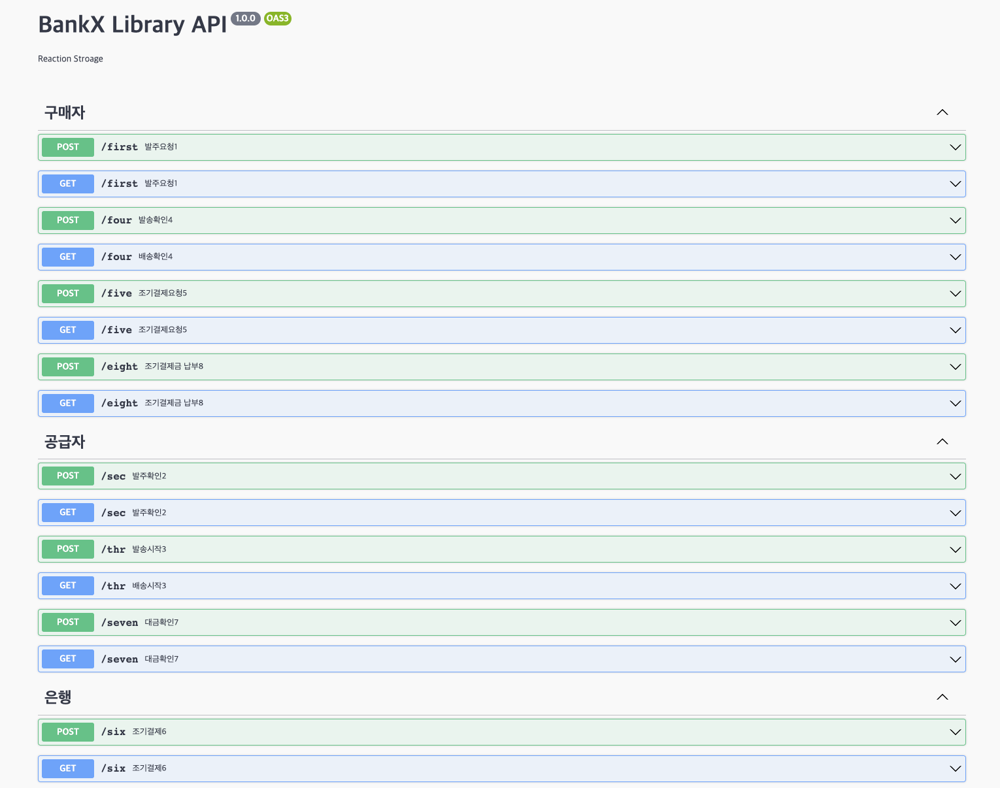 BankX Library API 1.0.0 OAS3
Reaction Stroage
구매자
POST /first 발주요청1
GET /first 발주요청1
POST /four 발송확인4
GET /four 배송확인4
POST /five 조기결제요청5
GET /five 조기결제요청5
POST /eight 조기결제금 납부8
GET /eight 조기결제금 납부8
공급자
POST /sec 발주확인2
GET /sec 발주확인2
POST /thr 발송시작3
GET /thr 배송시작3
POST /seven 대금확인7
GET /seven 대금확인7
은행
POST /six 조기결제6
GET /six 조기결제6